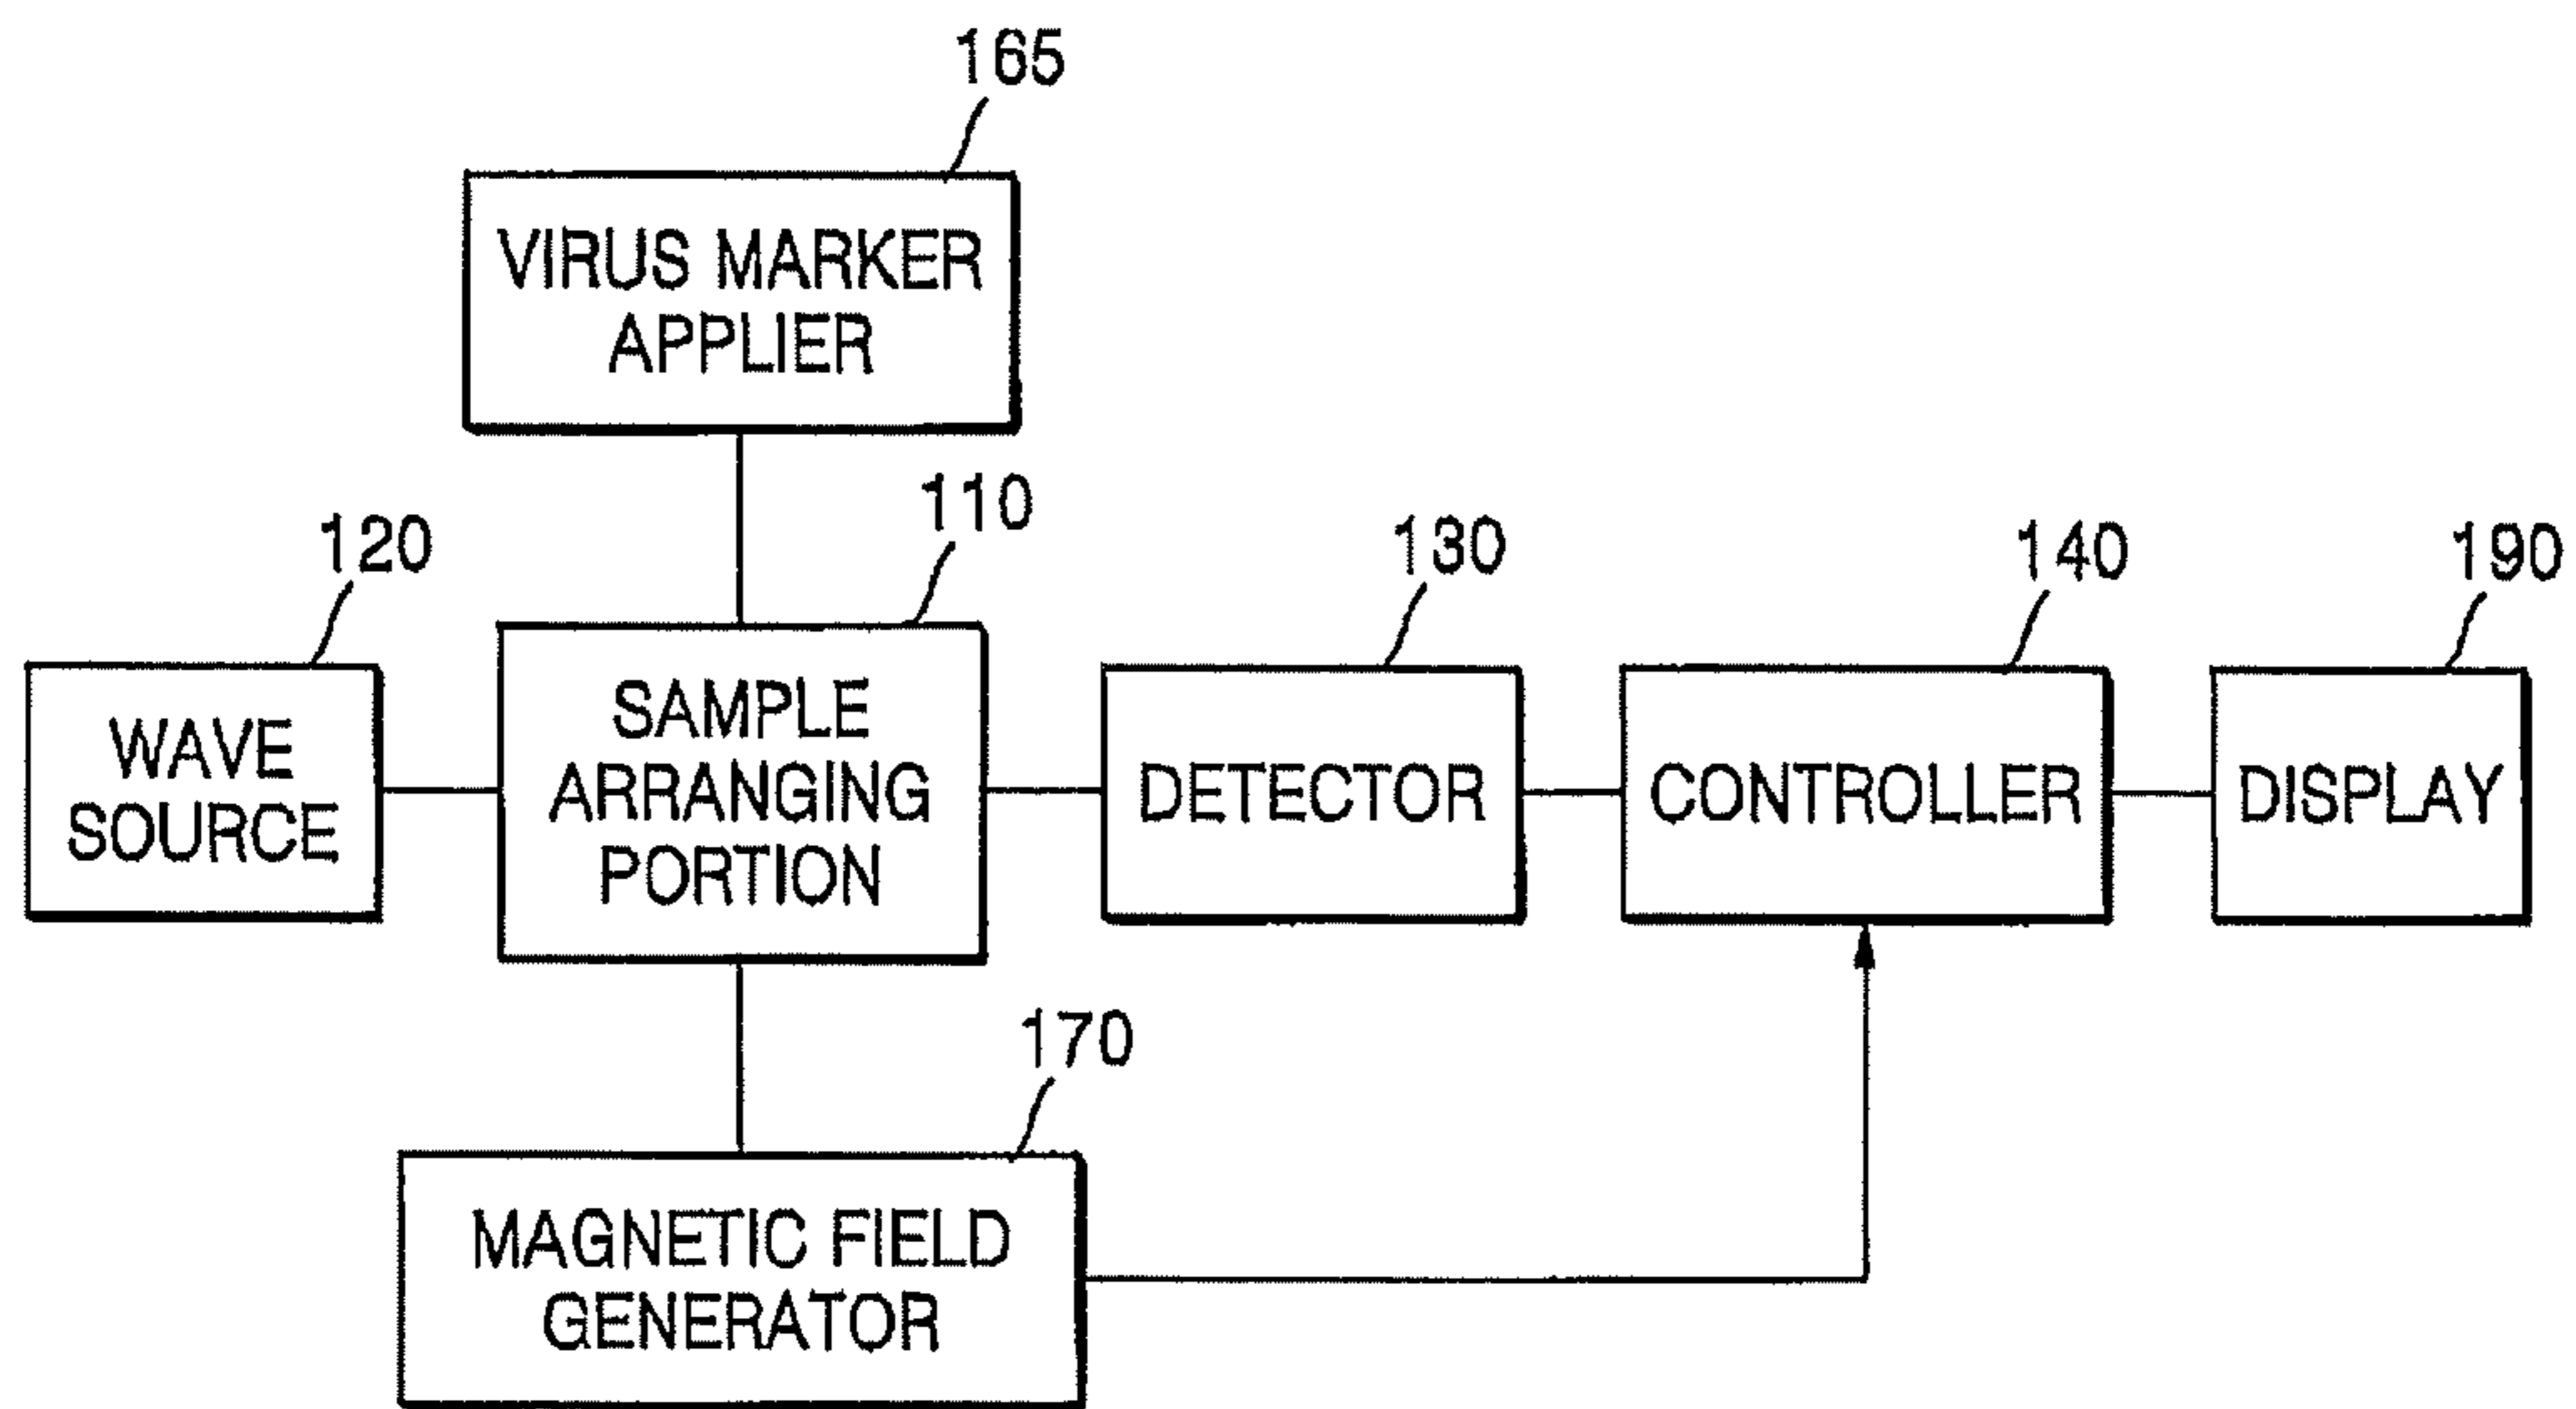 165
VIRUS MARKER
APPLIER
120
110
130
140
190
WAVE
SOURCE
SAMPLE
ARRANGING
PORTION
DETECTOR
CONTROLLER
DISPLAY
170
MAGNETIC FIELD
GENERATOR